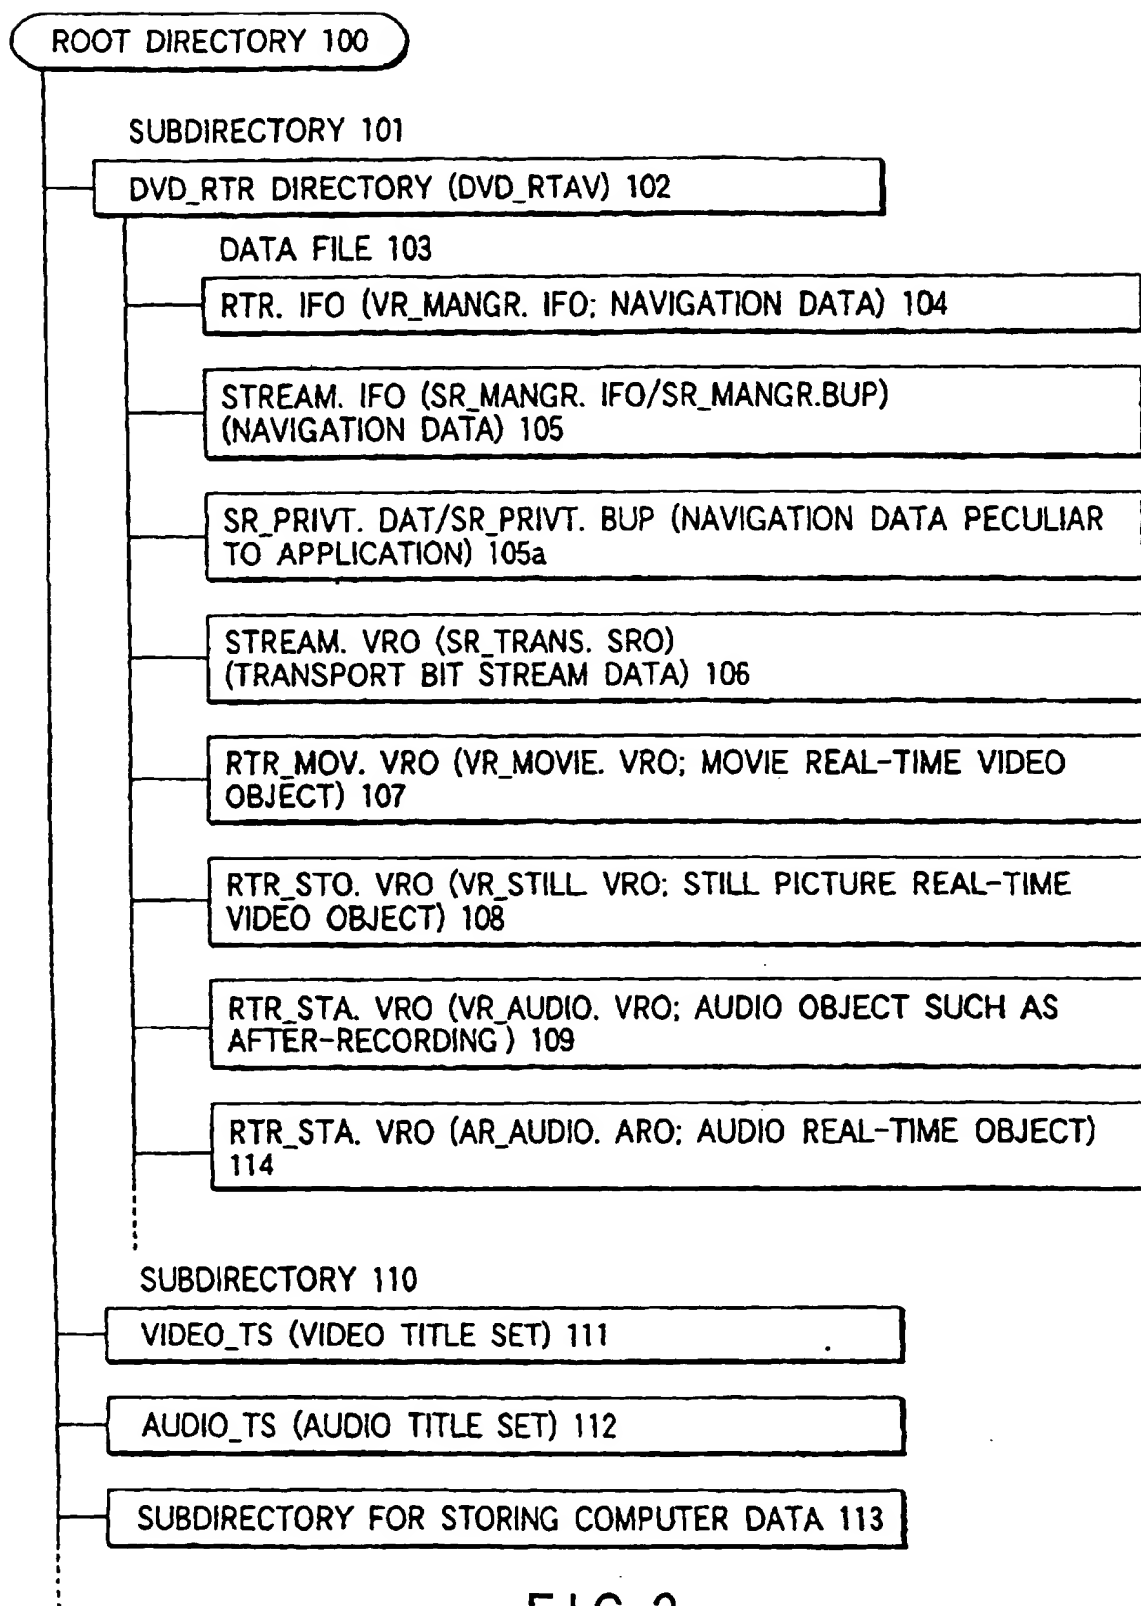 ROOT DIRECTORY 100
SUBDIRECTORY 101
DVD_RTR DIRECTORY (DVD_RTAV) 102
DATA FILE 103
RTR. IFO (VR_MANGR. IFO; NAVIGATION DATA) 104
STREAM. IFO (SR_MANGR. IFO/SR_MANGR.BUP)
(NAVIGATION DATA) 105
SR_PRIVT. DAT/SR_PRIVT. BUP (NAVIGATION DATA PECULIAR
TO APPLICATION) 105a
STREAM. VRO (SR_TRANS. SRO)
(TRANSPORT BIT STREAM DATA) 106
RTR_MOV. VRO (VR_MOVIE. VRO; MOVIE REAL-TIME VIDEO
OBJECT) 107
RTR_STO. VRO (VR_STILL VRO; STILL PICTURE REAL-TIME
VIDEO OBJECT) 108
RTR_STA. VRO (VR_AUDIO. VRO; AUDIO OBJECT SUCH AS
AFTER-RECORDING) 109
RTR_STA. VRO (AR_AUDIO. ARO; AUDIO REAL-TIME OBJECT)
114
SUBDIRECTORY 110
VIDEO_TS (VIDEO TITLE SET) 111
AUDIO_TS (AUDIO TITLE SET) 112
SUBDIRECTORY FOR STORING COMPUTER DATA 113